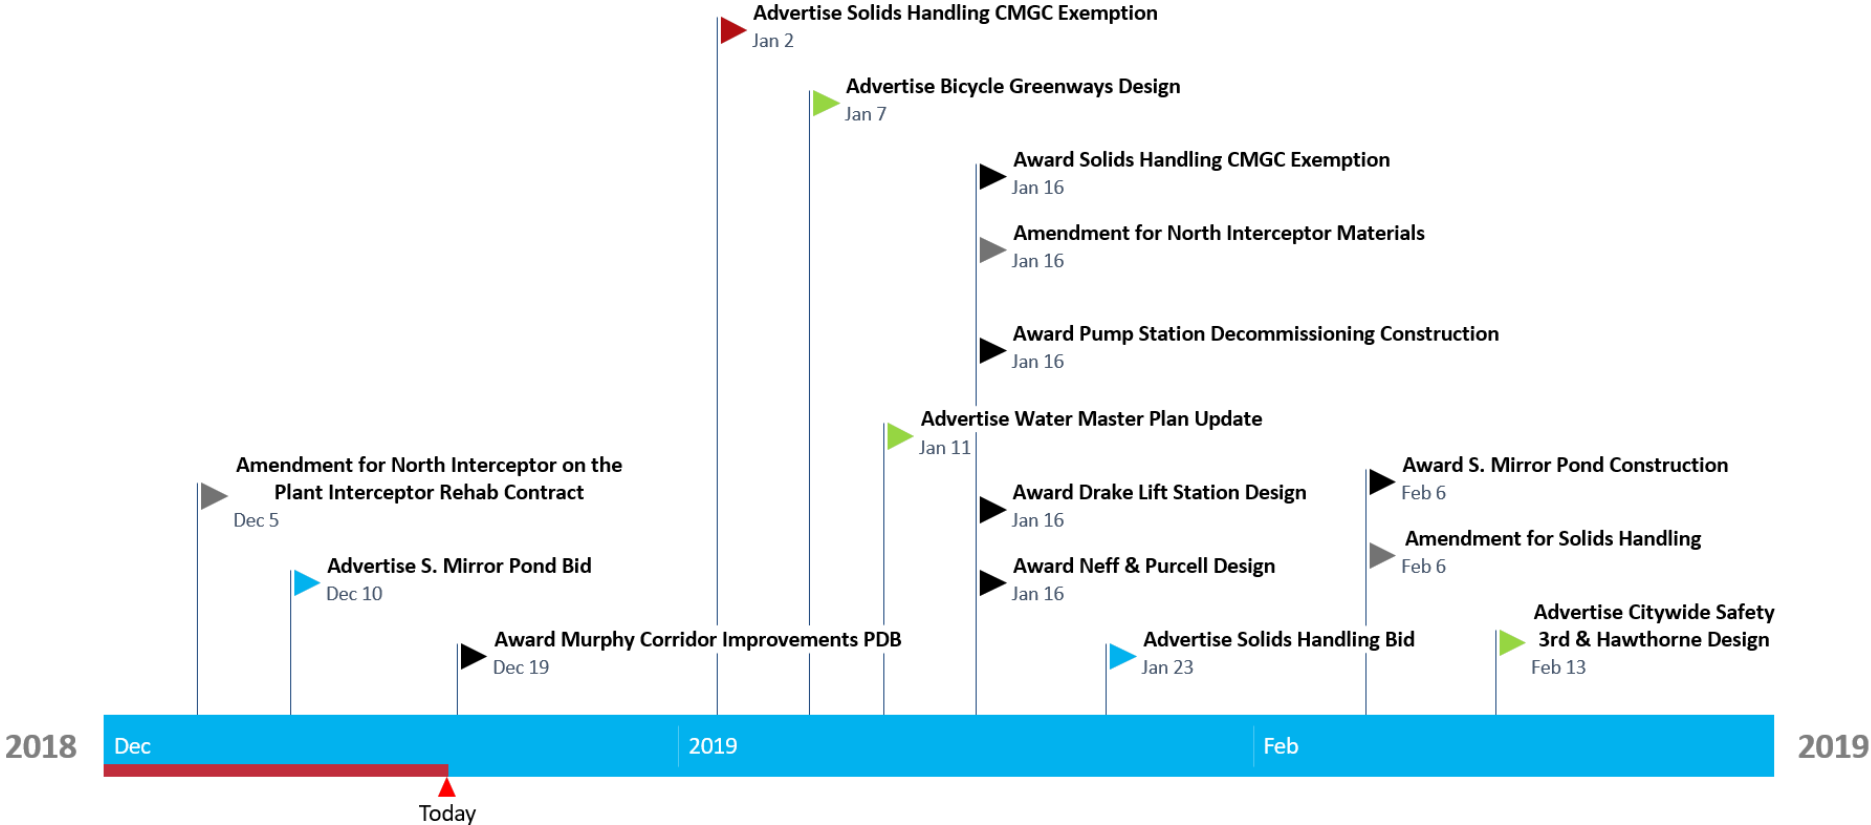 Advertise Solids Handling CMGC Exemption
Jan 2
Advertise Bicycle Greenways Design
Jan 7
Award Solids Handling CMGC Exemption
Jan 16
Amendment for North Interceptor Materials
Jan 16
Award Pump Station Decommissioning Construction
Jan 16
Advertise Water Master Plan Update
Jan 11
Amendment for North Interceptor on the
Plant Interceptor Rehab Contract
Dec 5
Award S. Mirror Pond Construction
Feb 6
Award Drake Lift Station Design
Jan 16
Amendment for Solids Handling
Feb 6
Advertise S. Mirror Pond Bid
Dec 10
Award Neff & Purcell Design
Jan 16
Advertise Citywide Safety
3rd & Hawthorne Design
Feb 13
Award Murphy Corridor Improvements PDB
Dec 19
Advertise Solids Handling Bid
Jan 23
2018
Dec
2019
Feb
2019
Today